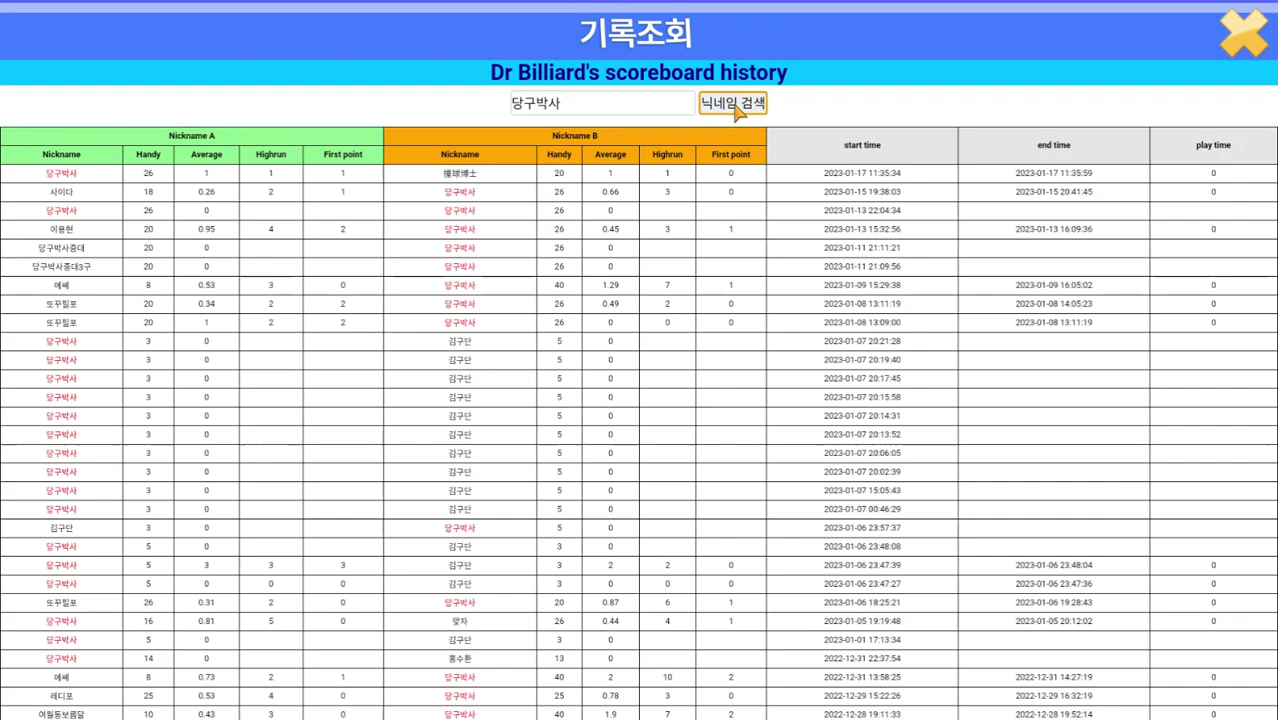 기록조회
Dr Billiard's scoreboard history
당구박사 닉네임 검색
Nickname A Nickname B start time end time play time
Nickname Handy Average Highrun First point Nickname Handy Average Highrun First point
당구박사 26 1 1 1 撞球博士 20 1 1 0 2023-01-17 11:35:34 2023-01-17 11:35:59 0
사이다 18 0.26 2 1 당구박사 26 0.66 3 0 2023-01-15 19:38:03 2023-01-15 20:41:45 0
당구박사 26 0 당구박사 26 0 2023-01-13 22:04:34
이용현 20 0.95 4 2 당구박사 26 0.45 3 1 2023-01-13 15:32:56 2023-01-13 16:09:36 0
당구박사중대 20 0 당구박사 26 0 2023-01-11 21:11:21
당구박사중대3구 20 0 당구박사 26 0 2023-01-11 21:09:56
에쎄 8 0.53 3 0 당구박사 40 1.29 7 1 2023-01-09 15:29:38 2023-01-09 16:05:02 0
또꾸필포 20 0.34 2 2 당구박사 26 0.49 2 0 2023-01-08 13:11:19 2023-01-08 14:05:23 0
또꾸필포 20 1 2 2 당구박사 26 0 0 0 2023-01-08 13:09:00 2023-01-08 13:11:19 0
당구박사 3 0 김구단 5 0 2023-01-07 20:21:28
당구박사 3 0 김구단 5 0 2023-01-07 20:19:40
당구박사 3 0 김구단 5 0 2023-01-07 20:17:45
당구박사 3 0 김구단 5 0 2023-01-07 20:15:58
당구박사 3 0 김구단 5 0 2023-01-07 20:14:31
당구박사 3 0 김구단 5 0 2023-01-07 20:13:52
당구박사 3 0 김구단 5 0 2023-01-07 20:06:05
당구박사 3 0 김구단 5 0 2023-01-07 20:02:39
당구박사 3 0 김구단 5 0 2023-01-07 15:05:43
당구박사 3 0 김구단 5 0 2023-01-07 00:46:29
김구단 3 0 당구박사 5 0 2023-01-06 23:57:37
당구박사 5 0 김구단 3 0 2023-01-06 23:48:08
당구박사 5 3 3 3 김구단 3 2 2 0 2023-01-06 23:47:39 2023-01-06 23:48:04 0
당구박사 5 0 0 0 김구단 3 0 0 0 2023-01-06 23:47:27 2023-01-06 23:47:36 0
또꾸필포 26 0.31 2 0 당구박사 20 0.87 6 1 2023-01-06 18:25:21 2023-01-06 19:28:43 0
당구박사 16 0.81 5 0 맞자 26 0.44 4 1 2023-01-05 19:19:48 2023-01-05 20:12:02 0
당구박사 5 0 김구단 3 0 2023-01-01 17:13:34
당구박사 14 0 홍수환 13 0 2022-12-31 22:37:54
에쎄 8 0.73 2 1 당구박사 40 2 10 2 2022-12-31 13:58:25 2022-12-31 14:27:19 0
레디포 25 0.53 4 0 당구박사 25 0.78 3 0 2022-12-29 15:22:26 2022-12-29 16:32:19 0
여월동보름달 10 0.43 3 0 당구박사 40 1.9 7 2 2022-12-28 19:11:33 2022-12-28 19:52:14 0